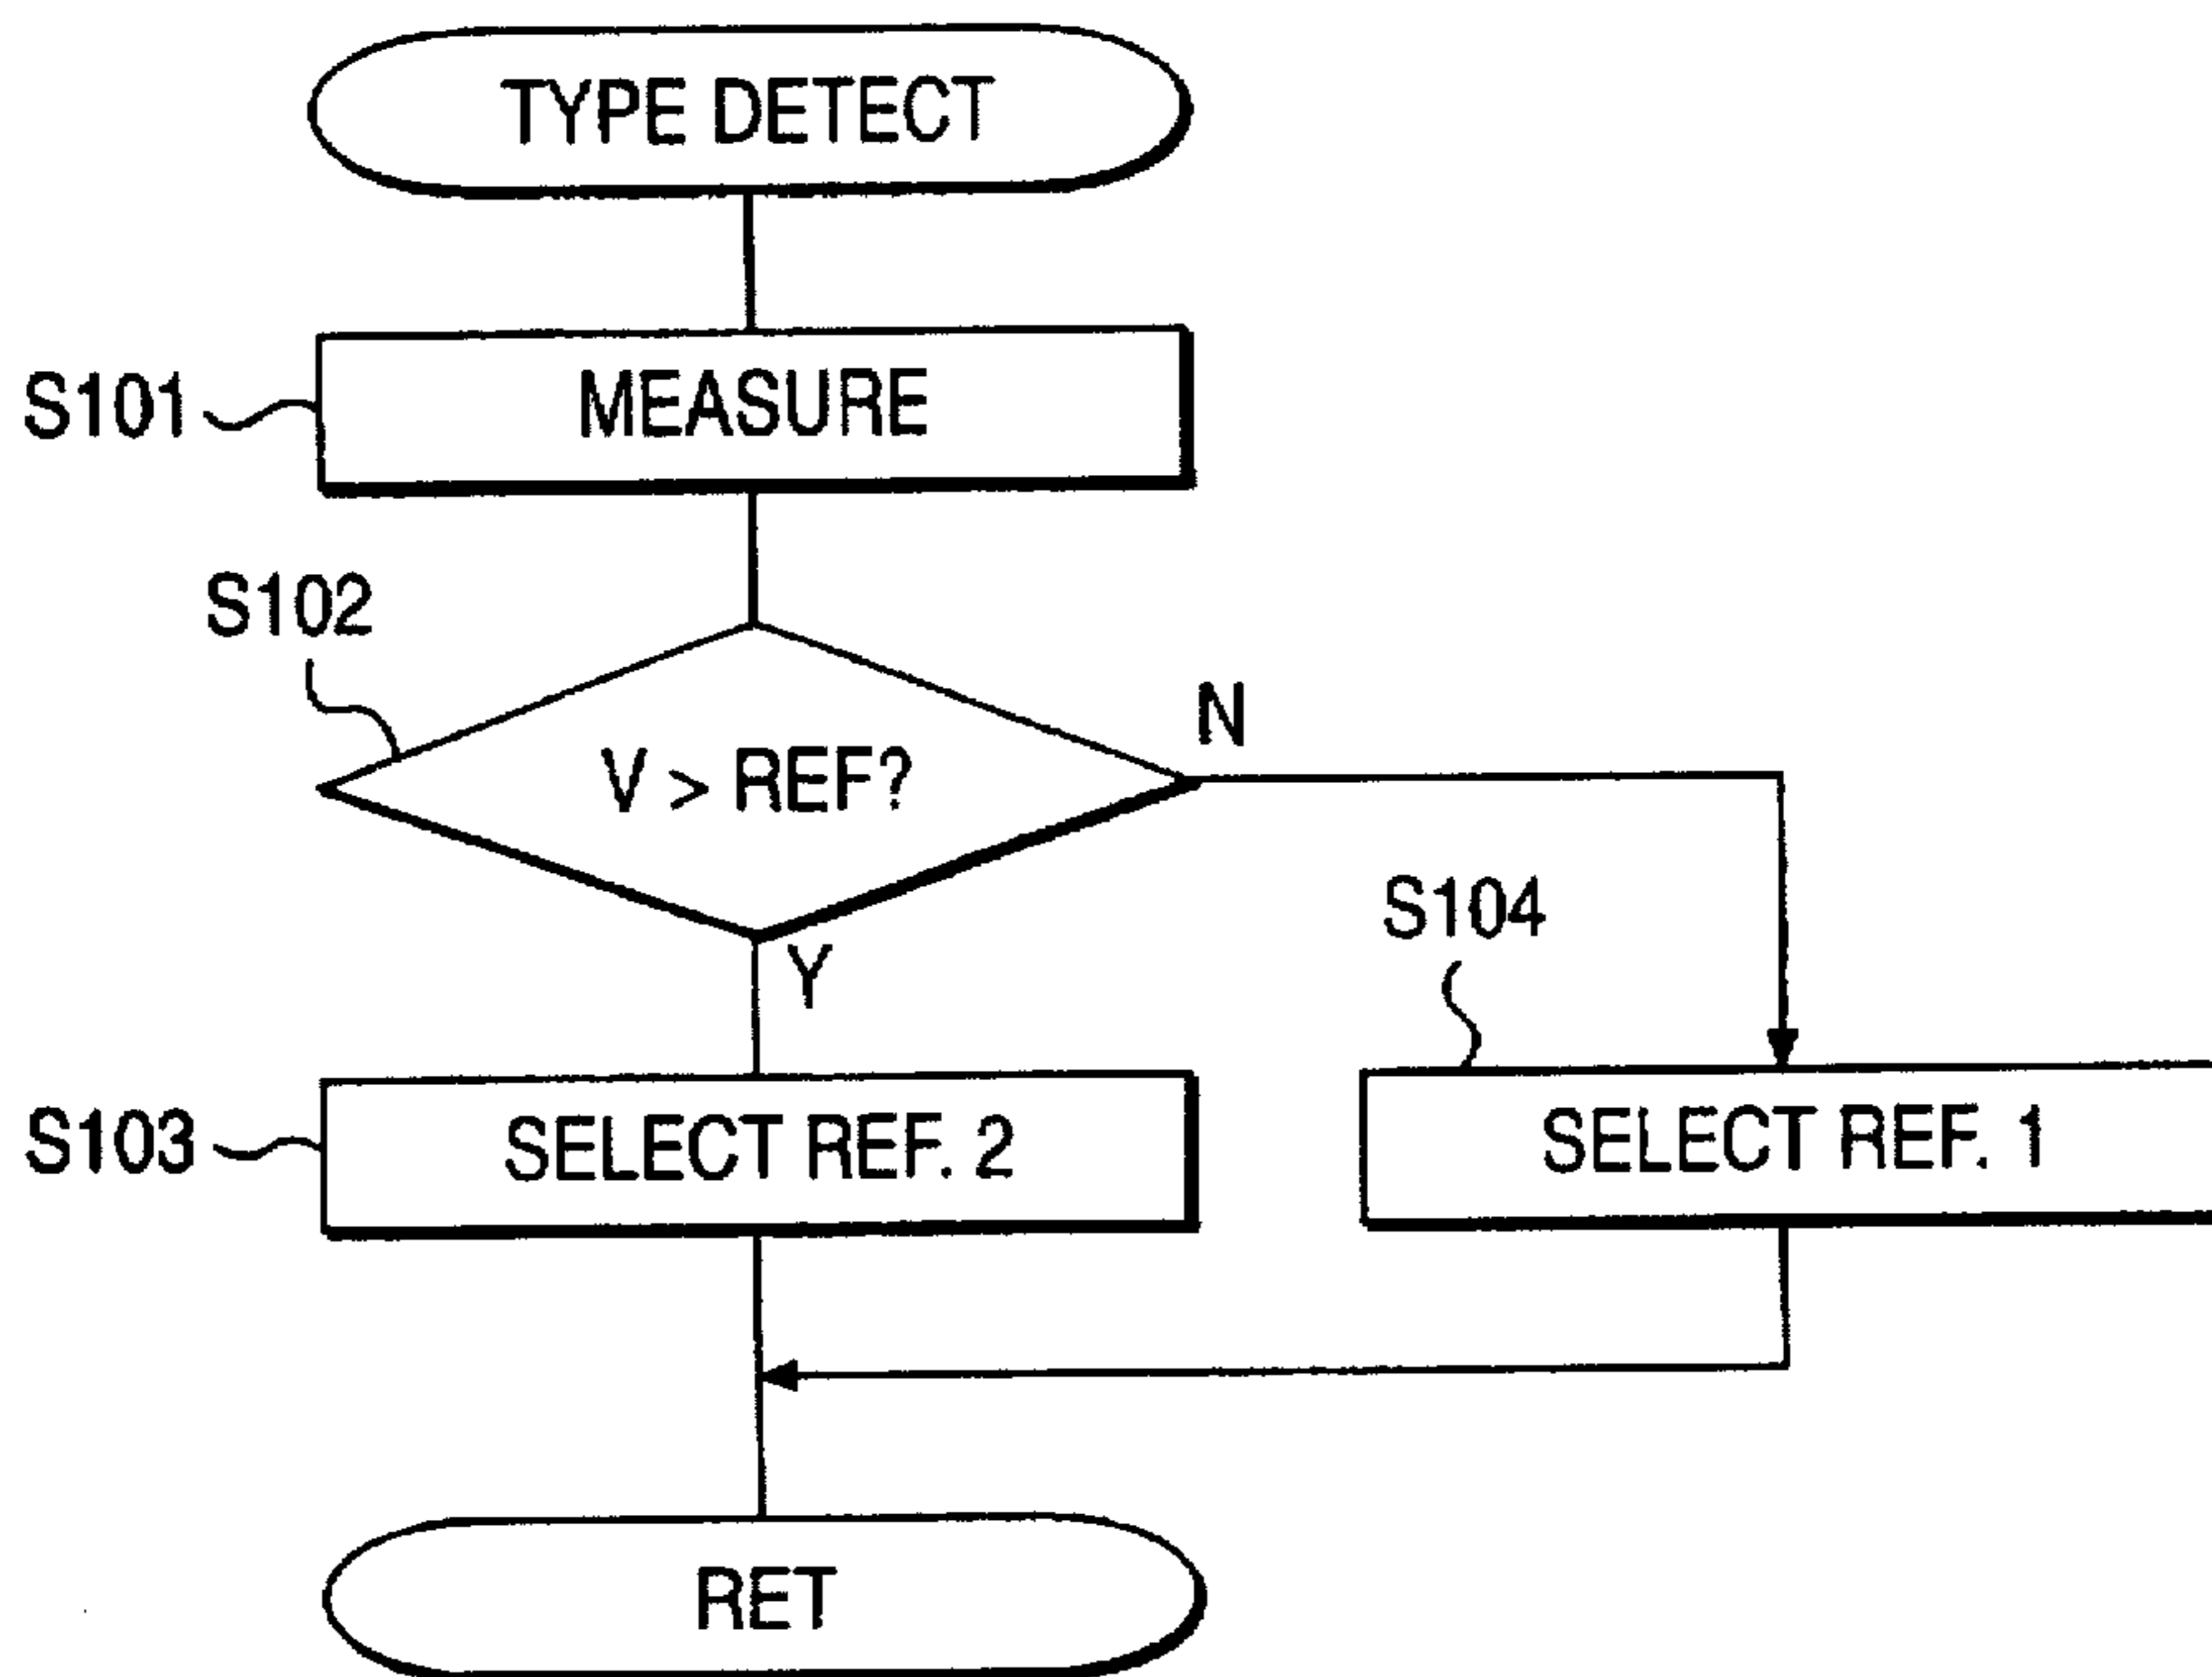 TYPE DETECT
S101
MEASURE
S102
V > REF?
N
Y
S104
S103
SELECT REF. 2
SELECT REF. 1
RET